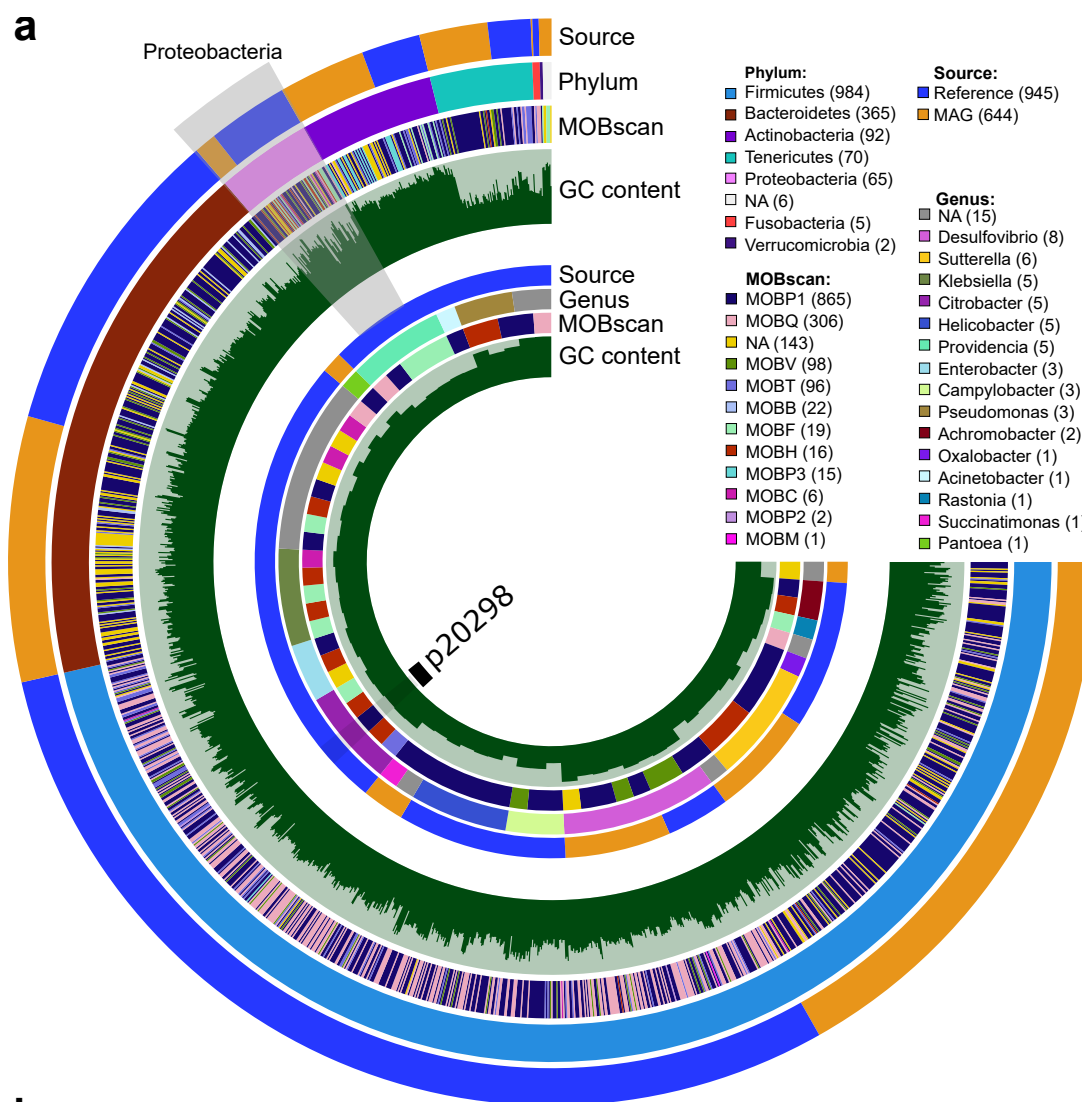 a
Proteobacteria
Source
Phylum
MOBscan
GC content
Source
Genus
MOBscan
GC content
p20298
Phylum:
Firmicutes (984)
Bacteroidetes (365)
Actinobacteria (92)
Tenericutes (70)
Proteobacteria (65)
NA (6)
Fusobacteria (5)
Verrucomicrobia (2)
MOBscan:
MOBP1 (865)
MOBQ (306)
NA (143)
MOBV (98)
MOBT (96)
MOBB (22)
MOBF (19)
MOBH (16)
MOBP3 (15)
MOBC (6)
MOBP2 (2)
MOBM (1)
Source:
Reference (945)
MAG (644)
Genus:
NA (15)
Desulfovibrio (8)
Sutterella (6)
Klebsiella (5)
Citrobacter (5)
Helicobacter (5)
Providencia (5)
Enterobacter (3)
Campylobacter (3)
Pseudomonas (3)
Achromobacter (2)
Oxalobacter (1)
Acinetobacter (1)
Rastonia (1)
Succinatimonas (1)
Pantoea (1)